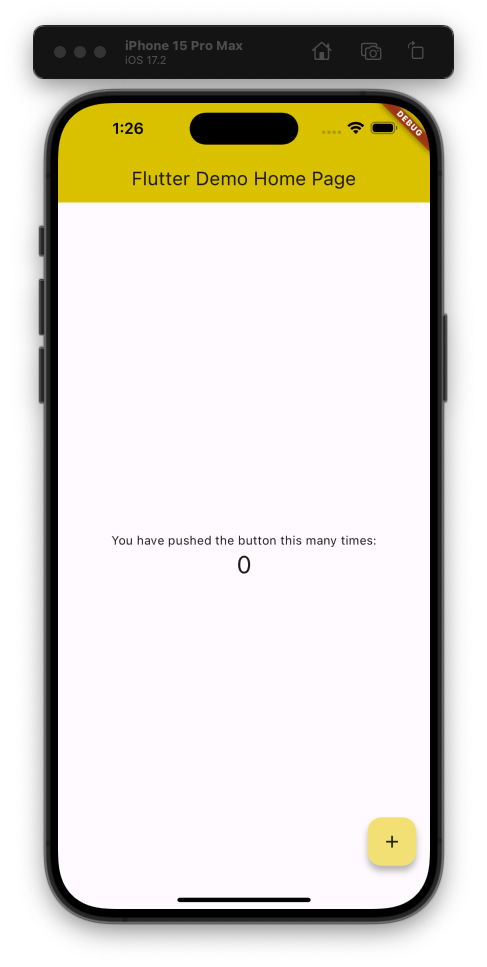 iPhone 15 Pro Max
iOS 17.2
1:26
DEBUG
Flutter Demo Home Page
You have pushed the button this many times:
0
+